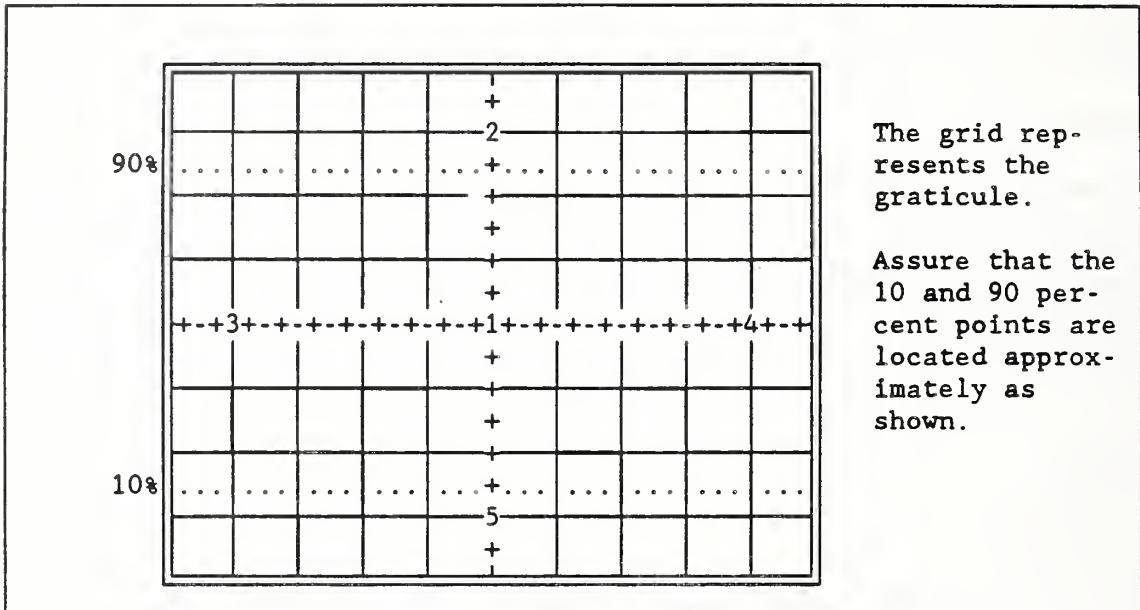 2
90%
+-+3+-+-+-+-+-+-+-+1+-+-+-+-+-+-+-+4+-+
10%
5
The grid rep-
resents the
graticule.
Assure that the
10 and 90 per-
cent points are
located approx-
imately as
shown.